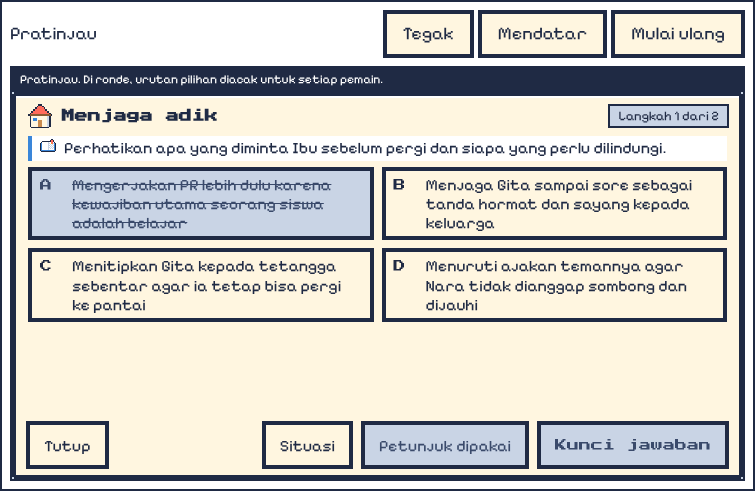 Pratinjau
Tegak
Mendatar
Mulai ulang
Pratinjau. Di ronde, urutan pilihan diacak untuk setiap pemain.
Menjaga adik
Langkah 1 dari 2
Perhatikan apa yang diminta Ibu sebelum pergi dan siapa yang perlu dilindungi.
A
Mengerjakan PR lebih dulu karena
kewajiban utama seorang siswa
adalah belajar
B
Menjaga Gita sampai sore sebagai
tanda hormat dan sayang kepada
keluarga
C
Menitipkan Gita kepada tetangga
sebentar agar ia tetap bisa pergi
ke pantai
D
Menuruti ajakan temannya agar
Nara tidak dianggap sombong dan
dijauhi
Tutup
Situasi
Petunjuk dipakai
Kunci jawaban